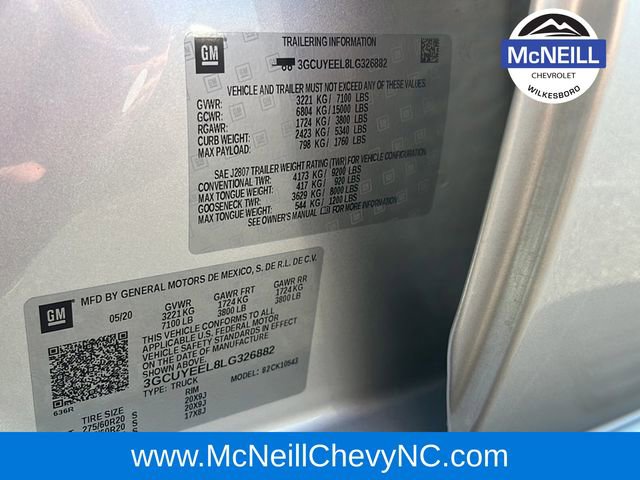 GM
TRAILERING INFORMATION
3GCUYEEL8LG326882
VEHICLE AND TRAILER MUST NOT EXCEED ANY OF THESE VALUES.
GVWR: 3221 KG/ 7100 LBS
GCWR: 6804 KG/ 15000 LBS
RGAWR: 1724 KG/ 3800 LBS
CURB WEIGHT: 2423 KG/ 5340 LBS
MAX PAYLOAD: 798 KG/ 1760 LBS
SAE J2807 TRAILER WEIGHT RATING (TWR) FOR VEHICLE CONFIGURATION.
CONVENTIONAL TWR: 4173 KG/ 9200 LBS
MAX TONGUE WEIGHT: 417 KG/ 920 LBS
GOOSENECK TWR: 3629 KG/ 8000 LBS
MAX TONGUE WEIGHT: 544 KG/ 1200 LBS
SEE OWNER'S MANUAL FOR MORE INFORMATION.
McNEILL
CHEVROLET
WILKESBORO
GM
MFD BY GENERAL MOTORS DE MEXICO, S. DE R.L. DE C.V.
05/20 GVWR GAWR FRT GAWR RR
3221 KG 1724 KG 1724 KG
7100 LB 3800 LB 3800 LB
THIS VEHICLE CONFORMS TO ALL
APPLICABLE U.S. FEDERAL MOTOR
VEHICLE SAFETY STANDARDS IN EFFECT
ON THE DATE OF MANUFACTURE SHOWN ABOVE.
3GCUYEEL8LG326882
TYPE: TRUCK MODEL: 82CK10543
636R
TIRE SIZE RIM
275/60R20 S 20X9J
60R20 S 20X9J
17X8J
www.McNeillChevyNC.com